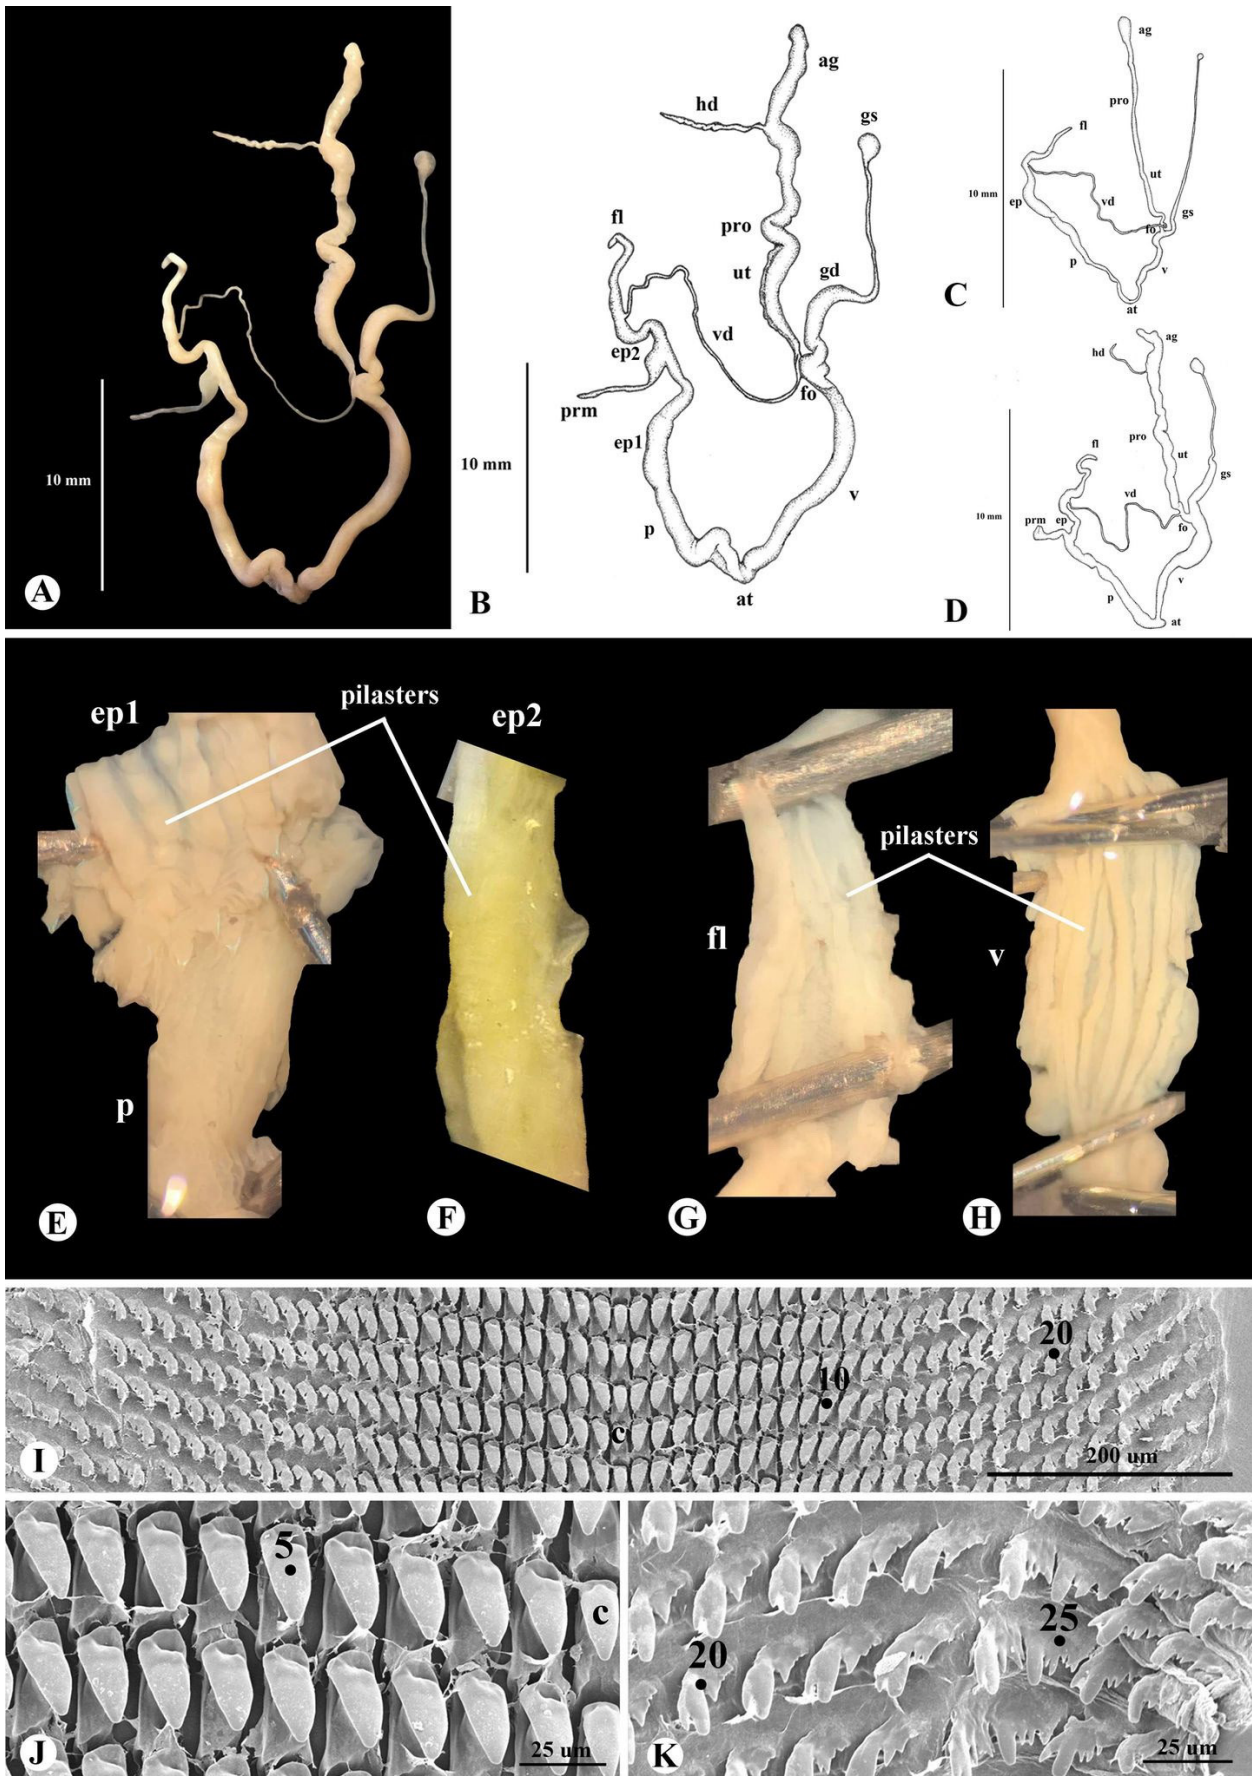 10 mm
A
ag
hd
gs
fl
pro
gd
ut
vd
ep2
fo
prm
ep1
10 mm
v
p
at
B
ag
pro
fl
ut
10 mm
ep
vd
gs
fo
p
v
C
at
ag
hd
pro
fl
ut
gs
vd
10 mm
prm
ep
fo
v
p
D
at
ep1
pilasters
ep2
pilasters
fl
v
p
E
F
G
H
20
10
c
I
200 um
5
c
J
25 um
25
20
K
25 um